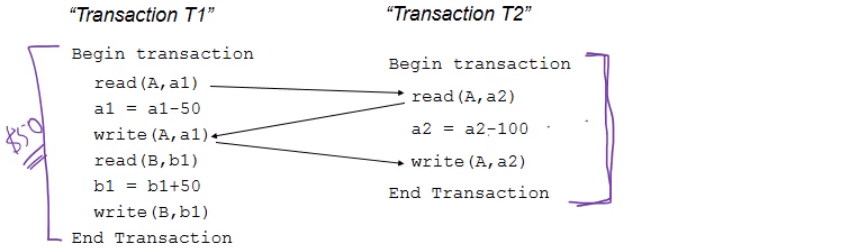 "Transaction T1"
Begin transaction
read(A,a1)
a1 = a1-50
write(A,a1)
read(B,b1)
b1 = b1+50
write(B,b1)
End Transaction
$50
"Transaction T2"
Begin transaction
read(A,a2)
a2 = a2-100
write(A,a2)
End Transaction